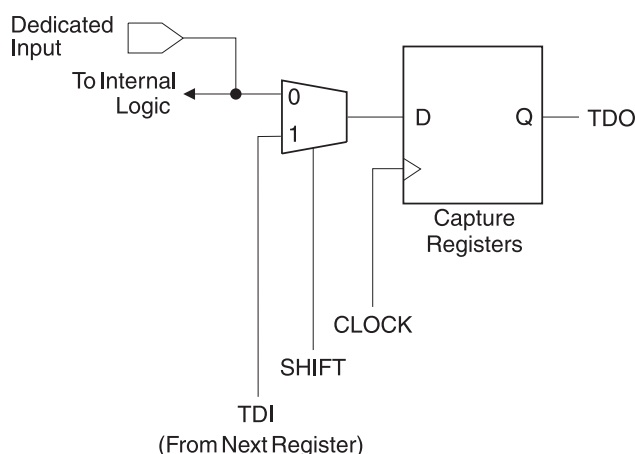 Dedicated
Input
To Internal
Logic
0
1
D
Q
TDO
Capture
Registers
CLOCK
SHIFT
TDI
(From Next Register)